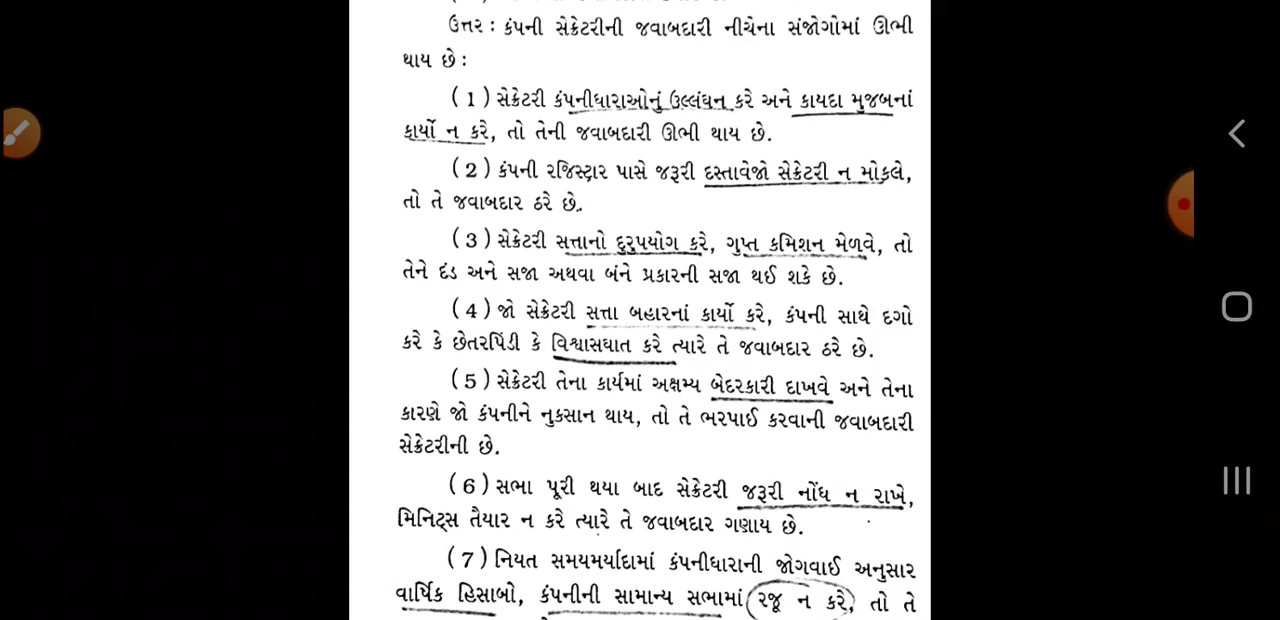 ઉત્તર : કંપની સેક્રેટરીની જવાબદારી નીચેના સંજોગોમાં ઊભી
થાય છે :
(1) સેક્રેટરી કંપનીધારાઓનું ઉલ્લંઘન કરે અને કાયદા મુજબનાં
કાર્યો ન કરે, તો તેની જવાબદારી ઊભી થાય છે.
(2) કંપની રજિસ્ટ્રાર પાસે જરૂરી દસ્તાવેજો સેક્રેટરી ન મોકલે,
તો તે જવાબદાર ઠરે છે.
(3) સેક્રેટરી સત્તાનો દુરુપયોગ કરે, ગુપ્ત કમિશન મેળવે, તો
તેને દંડ અને સજા અથવા બંને પ્રકારની સજા થઈ શકે છે.
(4) જો સેક્રેટરી સત્તા બહારનાં કાર્યો કરે, કંપની સાથે દગો
કરે કે છેતરપિંડી કે વિશ્વાસઘાત કરે ત્યારે તે જવાબદાર ઠરે છે.
(5) સેક્રેટરી તેના કાર્યમાં અક્ષમ્ય બેદરકારી દાખવે અને તેના
કારણે જો કંપનીને નુકસાન થાય, તો તે ભરપાઈ કરવાની જવાબદારી
સેક્રેટરીની છે.
(6) સભા પૂરી થયા બાદ સેક્રેટરી જરૂરી નોંધ ન રાખે,
મિનિટ્સ તૈયાર ન કરે ત્યારે તે જવાબદાર ગણાય છે.
(7) નિયત સમયમર્યાદામાં કંપનીધારાની જોગવાઈ અનુસાર
વાર્ષિક હિસાબો, કંપનીની સામાન્ય સભામાં રજૂ ન કરે, તો તે